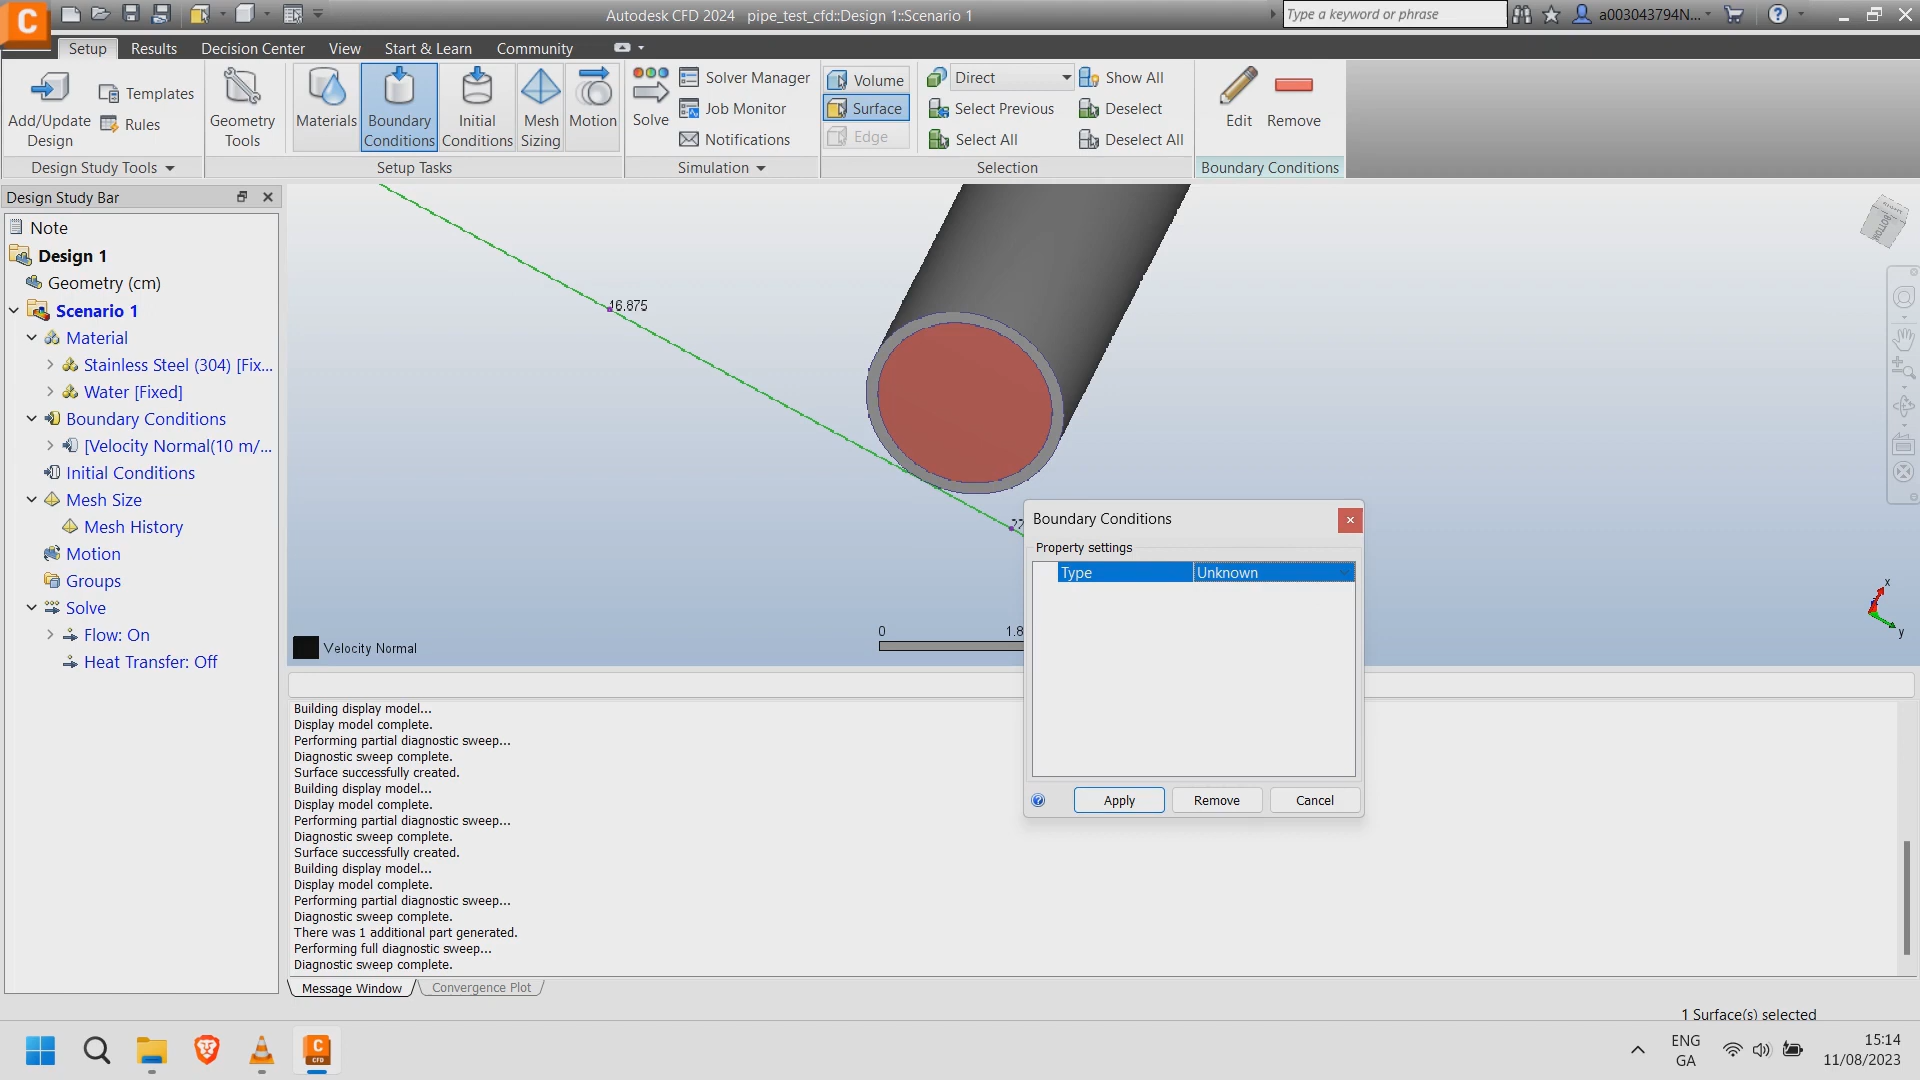 Autodesk CFD 2024 pipe_test_cfd::Design 1::Scenario 1
Type a keyword or phrase
a003043794N...
Setup
Results
Decision Center
View
Start & Learn
Community
Add/Update
Design
Templates
Rules
Design Study Tools
Geometry
Tools
Materials
Boundary
Conditions
Initial
Conditions
Mesh
Sizing
Motion
Setup Tasks
Solve
Solver Manager
Job Monitor
Notifications
Simulation
Volume
Surface
Edge
Direct
Select Previous
Select All
Show All
Deselect
Deselect All
Selection
Edit
Remove
Boundary Conditions
Design Study Bar
Note
Design 1
Geometry (cm)
Scenario 1
Material
Stainless Steel (304) [Fix...
Water [Fixed]
Boundary Conditions
[Velocity Normal(10 m/...
Initial Conditions
Mesh Size
Mesh History
Motion
Groups
Solve
Flow: On
Heat Transfer: Off
16.875
BOTTOM
0
1.8
x
y
Velocity Normal
Boundary Conditions
Property settings
Type
Unknown
Apply
Remove
Cancel
Building display model...
Display model complete.
Performing partial diagnostic sweep...
Diagnostic sweep complete.
Surface successfully created.
Building display model...
Display model complete.
Performing partial diagnostic sweep...
Diagnostic sweep complete.
Surface successfully created.
Building display model...
Display model complete.
Performing partial diagnostic sweep...
Diagnostic sweep complete.
There was 1 additional part generated.
Performing full diagnostic sweep...
Diagnostic sweep complete.
Message Window
Convergence Plot
1 Surface(s) selected
C
CFD
ENG
GA
15:14
11/08/2023